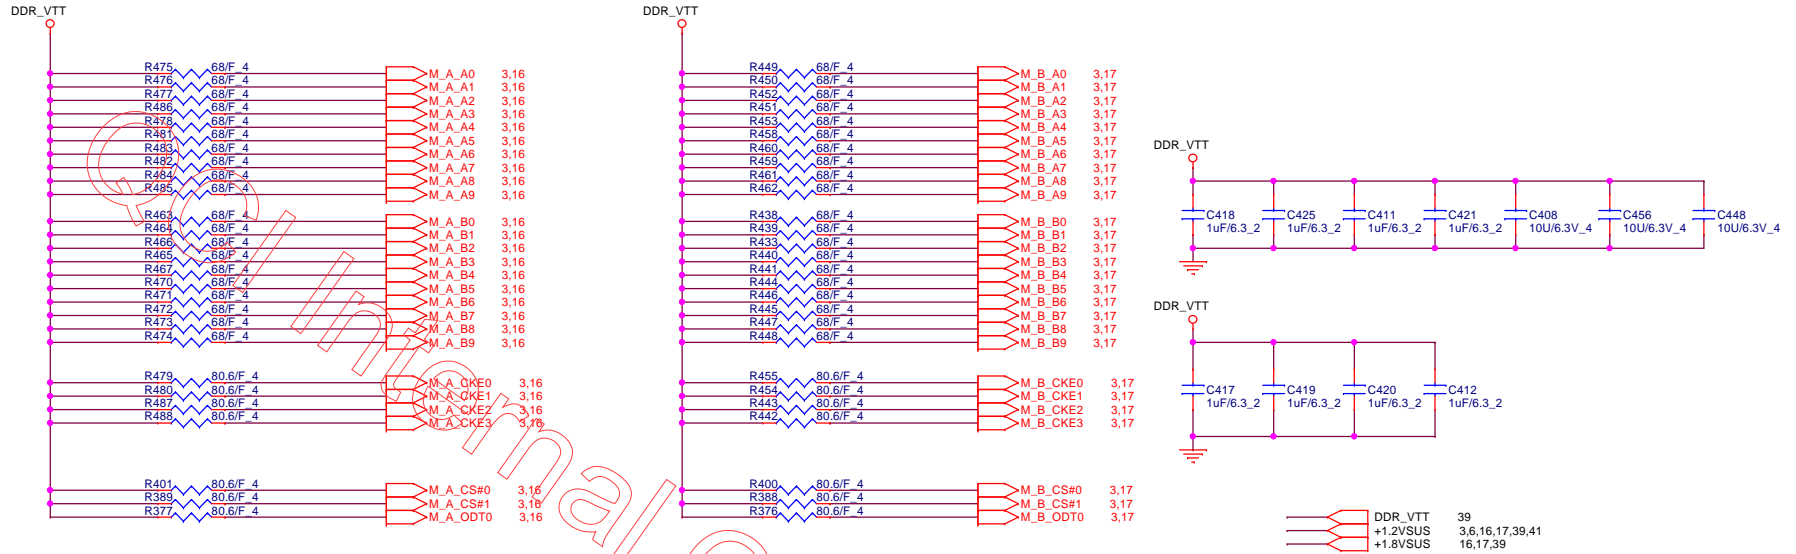 DDR_VTT
R475 68/F_4 M_A_A0 3,16
R476 68/F_4 M_A_A1 3,16
R477 68/F_4 M_A_A2 3,16
R486 68/F_4 M_A_A3 3,16
R478 68/F_4 M_A_A4 3,16
R481 68/F_4 M_A_A5 3,16
R483 68/F_4 M_A_A6 3,16
R482 68/F_4 M_A_A7 3,16
R484 68/F_4 M_A_A8 3,16
R485 68/F_4 M_A_A9 3,16
R463 68/F_4 M_A_B0 3,16
R464 68/F_4 M_A_B1 3,16
R466 68/F_4 M_A_B2 3,16
R465 68/F_4 M_A_B3 3,16
R467 68/F_4 M_A_B4 3,16
R470 68/F_4 M_A_B5 3,16
R471 68/F_4 M_A_B6 3,16
R472 68/F_4 M_A_B7 3,16
R473 68/F_4 M_A_B8 3,16
R474 68/F_4 M_A_B9 3,16
R479 80.6/F_4 M_A_CKE0 3,16
R480 80.6/F_4 M_A_CKE1 3,16
R487 80.6/F_4 M_A_CKE2 3,16
R488 80.6/F_4 M_A_CKE3 3,16
R401 80.6/F_4 M_A_CS#0 3,16
R389 80.6/F_4 M_A_CS#1 3,16
R377 80.6/F_4 M_A_ODT0 3,16
DDR_VTT
R449 68/F_4 M_B_A0 3,17
R450 68/F_4 M_B_A1 3,17
R452 68/F_4 M_B_A2 3,17
R451 68/F_4 M_B_A3 3,17
R453 68/F_4 M_B_A4 3,17
R458 68/F_4 M_B_A5 3,17
R460 68/F_4 M_B_A6 3,17
R459 68/F_4 M_B_A7 3,17
R461 68/F_4 M_B_A8 3,17
R462 68/F_4 M_B_A9 3,17
R438 68/F_4 M_B_B0 3,17
R439 68/F_4 M_B_B1 3,17
R433 68/F_4 M_B_B2 3,17
R440 68/F_4 M_B_B3 3,17
R441 68/F_4 M_B_B4 3,17
R444 68/F_4 M_B_B5 3,17
R446 68/F_4 M_B_B6 3,17
R445 68/F_4 M_B_B7 3,17
R447 68/F_4 M_B_B8 3,17
R448 68/F_4 M_B_B9 3,17
R455 80.6/F_4 M_B_CKE0 3,17
R454 80.6/F_4 M_B_CKE1 3,17
R443 80.6/F_4 M_B_CKE2 3,17
R442 80.6/F_4 M_B_CKE3 3,17
R400 80.6/F_4 M_B_CS#0 3,17
R388 80.6/F_4 M_B_CS#1 3,17
R376 80.6/F_4 M_B_ODT0 3,17
DDR_VTT
C418 C425 C411 C421 C408 C456 C448
1uF/6.3_2 1uF/6.3_2 1uF/6.3_2 1uF/6.3_2 10U/6.3V_4 10U/6.3V_4 10U/6.3V_4
DDR_VTT
C417 C419 C420 C412
1uF/6.3_2 1uF/6.3_2 1uF/6.3_2 1uF/6.3_2
DDR_VTT 39
+1.2VSUS 3,6,16,17,39,41
+1.8VSUS 16,17,39